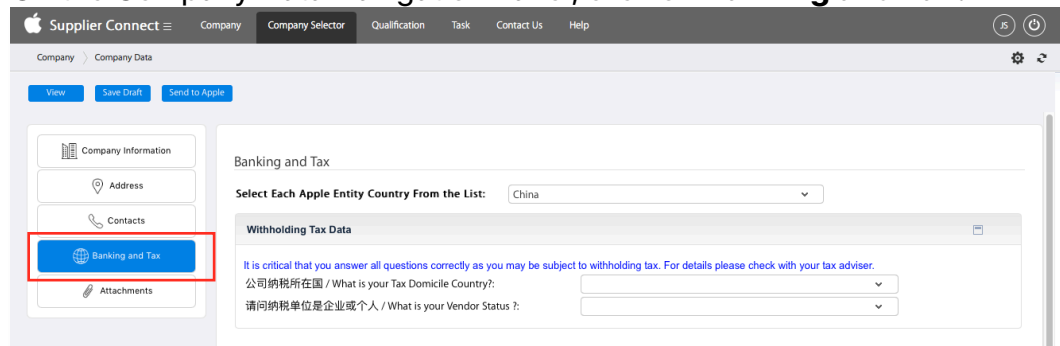 Supplier Connect
Company Company Selector Qualification Task Contact Us Help JS
Company Company Data
View Save Draft Send to Apple
Company Information
Address
Contacts
Banking and Tax
Attachments
Banking and Tax
Select Each Apple Entity Country From the List: China
Withholding Tax Data
It is critical that you answer all questions correctly as you may be subject to withholding tax. For details please check with your tax adviser.
公司纳税所在国 / What is your Tax Domicile Country?:
请问纳税单位是企业或个人 / What is your Vendor Status ?: